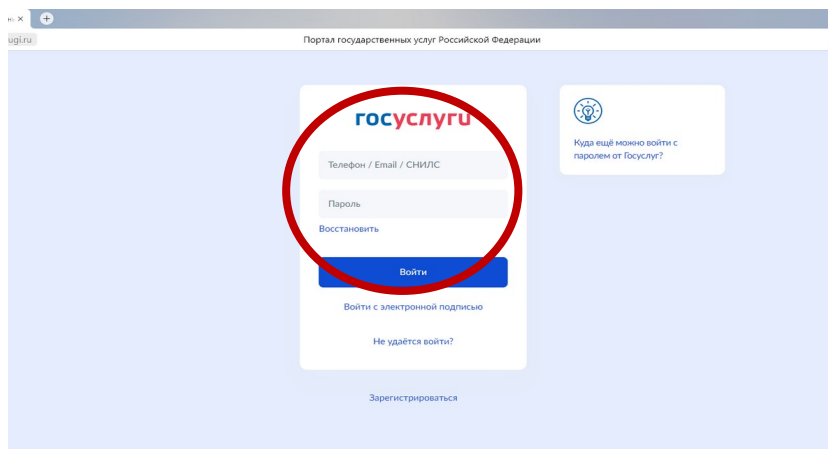 ugi.ru
Портал государственных услуг Российской Федерации
госуслуги
Телефон / Email / СНИЛС
Пароль
Восстановить
Войти
Войти с электронной подписью
Не удаётся войти?
Зарегистрироваться
Куда ещё можно войти с
паролем от Госуслуг?